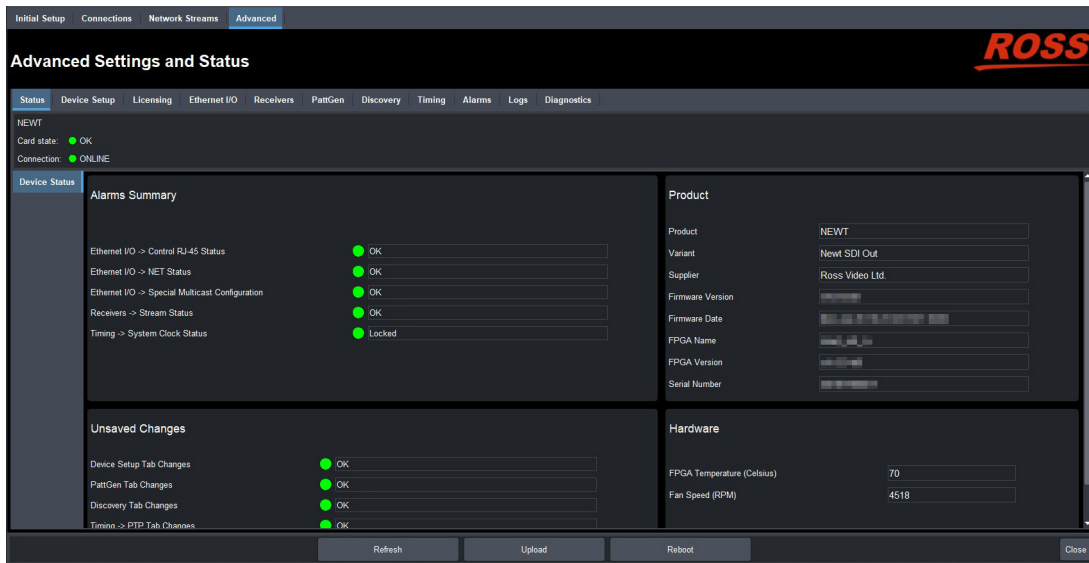 Initial Setup Connections Network Streams Advanced
Advanced Settings and Status
ROSS
Status Device Setup Licensing Ethernet I/O Receivers PattGen Discovery Timing Alarms Logs Diagnostics
NEWT
Card state: OK
Connection: ONLINE
Device Status
Alarms Summary
Ethernet I/O -> Control RJ-45 Status OK
Ethernet I/O -> NET Status OK
Ethernet I/O -> Special Multicast Configuration OK
Receivers -> Stream Status OK
Timing -> System Clock Status Locked
Product
Product NEWT
Variant Newt SDI Out
Supplier Ross Video Ltd.
Firmware Version
Firmware Date
FPGA Name
FPGA Version
Serial Number
Unsaved Changes
Device Setup Tab Changes OK
PattGen Tab Changes OK
Discovery Tab Changes OK
Timing -> PTP Tab Changes OK
Hardware
FPGA Temperature (Celsius) 70
Fan Speed (RPM) 4518
Refresh Upload Reboot Close